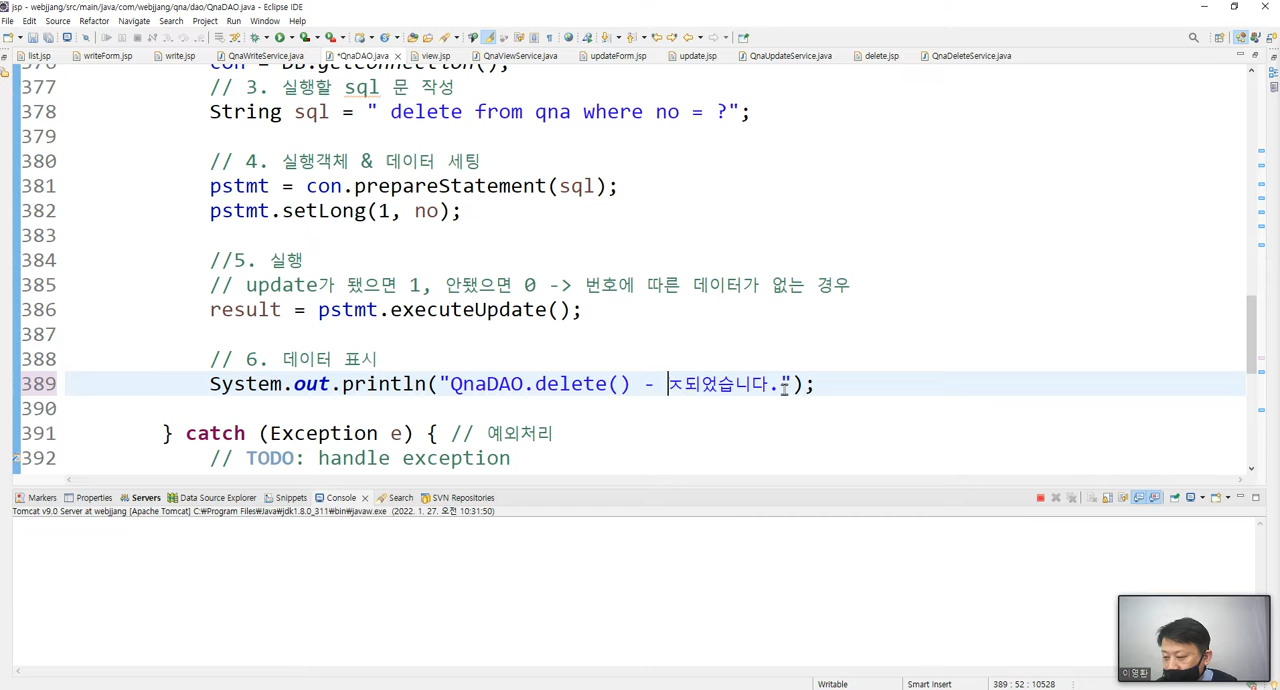 jsp - webjjang/src/main/java/com/webjjang/qna/dao/QnaDAO.java - Eclipse IDE
File Edit Source Refactor Navigate Search Project Run Window Help
list.jsp writeForm.jsp write.jsp QnaWriteService.java *QnaDAO.java view.jsp QnaViewService.java updateForm.jsp update.jsp QnaUpdateService.java delete.jsp QnaDeleteService.java
376 con = DB.getConnection();
377 // 3. 실행할 sql 문 작성
378 String sql = " delete from qna where no = ?";
379
380 // 4. 실행객체 & 데이터 세팅
381 pstmt = con.prepareStatement(sql);
382 pstmt.setLong(1, no);
383
384 //5. 실행
385 // update가 됐으면 1, 안됐으면 0 -> 번호에 따른 데이터가 없는 경우
386 result = pstmt.executeUpdate();
387
388 // 6. 데이터 표시
389 System.out.println("QnaDAO.delete() - ㅈ되었습니다.");
390
391 } catch (Exception e) { // 예외처리
392 // TODO: handle exception
Markers Properties Servers Data Source Explorer Snippets Console Search SVN Repositories
Tomcat v9.0 Server at webjjang [Apache Tomcat] C:₩Program Files₩Java₩jdk1.8.0_311₩bin₩javaw.exe (2022. 1. 27. 오전 10:31:50)
이영환
Writable Smart Insert 389 : 52 : 10528